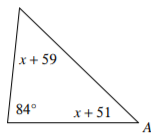 x + 59
84°
x + 51
A